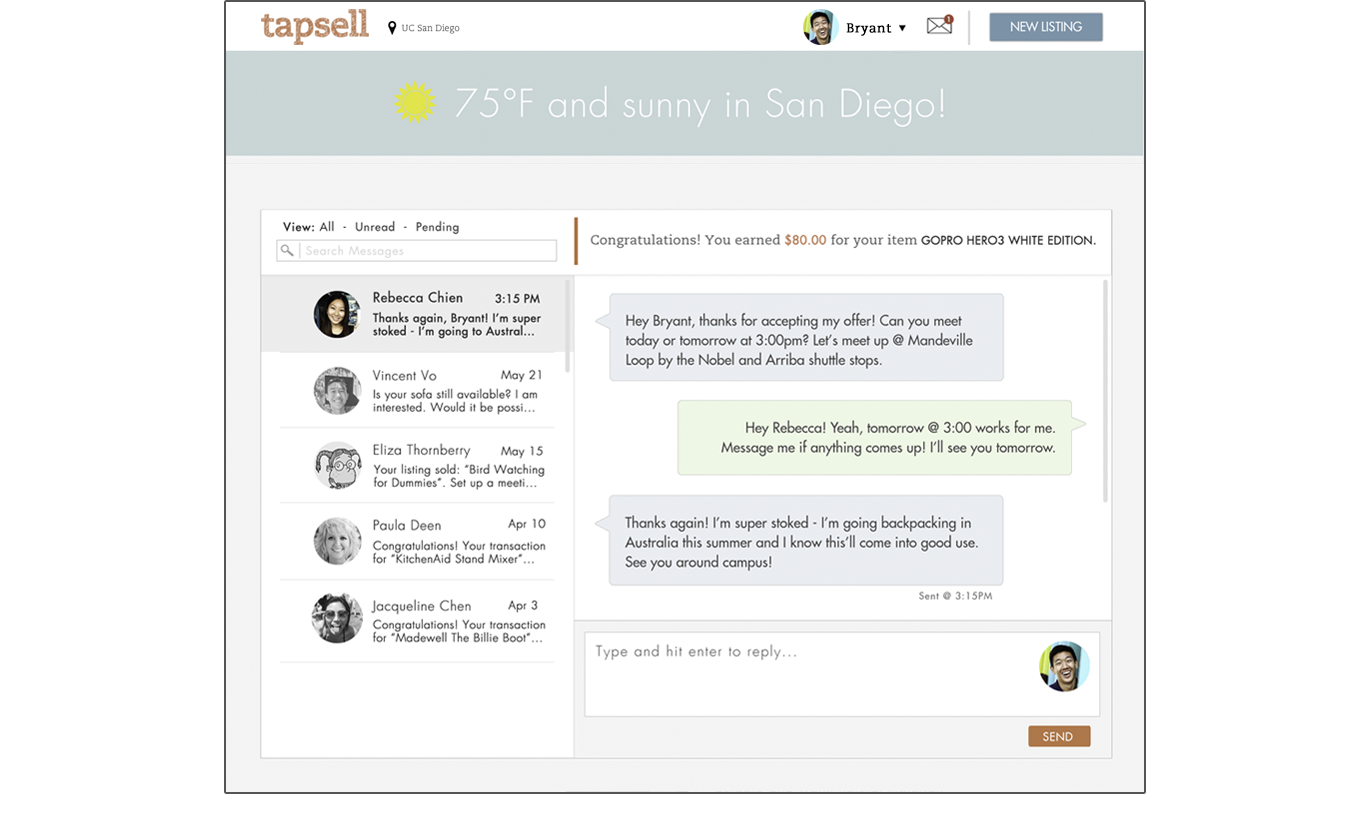 tapsell
UC San Diego
Bryant ▼
1
NEW LISTING
75°F and sunny in San Diego!
View: All - Unread - Pending
Search Messages
Congratulations! You earned $80.00 for your item GOPRO HERO3 WHITE EDITION.
Rebecca Chien 3:15 PM
Thanks again, Bryant! I'm super
stoked - I'm going to Austral...
Vincent Vo May 21
Is your sofa still available? I am
interested. Would it be possi...
Eliza Thornberry May 15
Your listing sold: "Bird Watching
for Dummies". Set up a meeti...
Paula Deen Apr 10
Congratulations! Your transaction
for "KitchenAid Stand Mixer"...
Jacqueline Chen Apr 3
Congratulations! Your transaction
for "Madewell The Billie Boot"...
Hey Bryant, thanks for accepting my offer! Can you meet
today or tomorrow at 3:00pm? Let's meet up @ Mandeville
Loop by the Nobel and Arriba shuttle stops.
Hey Rebecca! Yeah, tomorrow @ 3:00 works for me.
Message me if anything comes up! I'll see you tomorrow.
Thanks again! I'm super stoked - I'm going backpacking in
Australia this summer and I know this'll come into good use.
See you around campus!
Sent @ 3:15PM
Type and hit enter to reply...
SEND